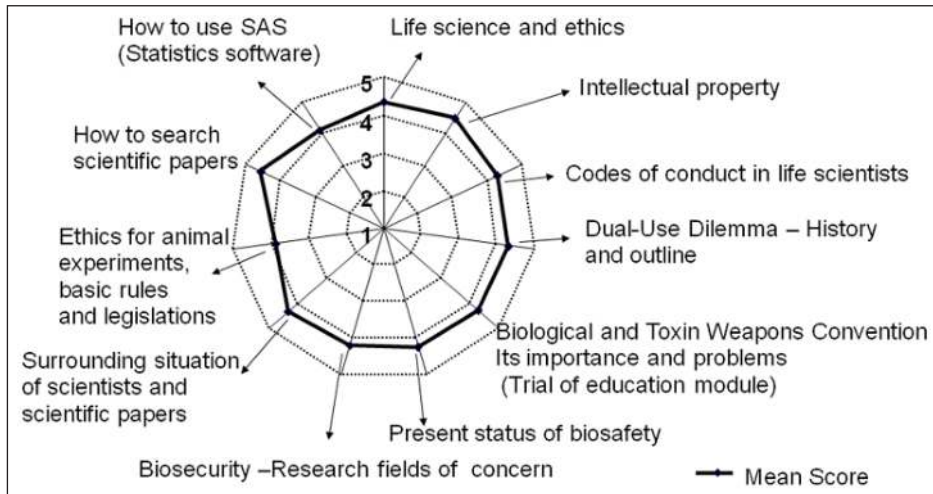 How to use SAS
(Statistics software)
Life science and ethics
Intellectual property
Codes of conduct in life scientists
Dual-Use Dilemma – History
and outline
Biological and Toxin Weapons Convention
Its importance and problems
(Trial of education module)
Present status of biosafety
Biosecurity –Research fields of concern
Surrounding situation
of scientists and
scientific papers
Ethics for animal
experiments,
basic rules
and legislations
How to search
scientific papers
5
4
3
2
1
Mean Score